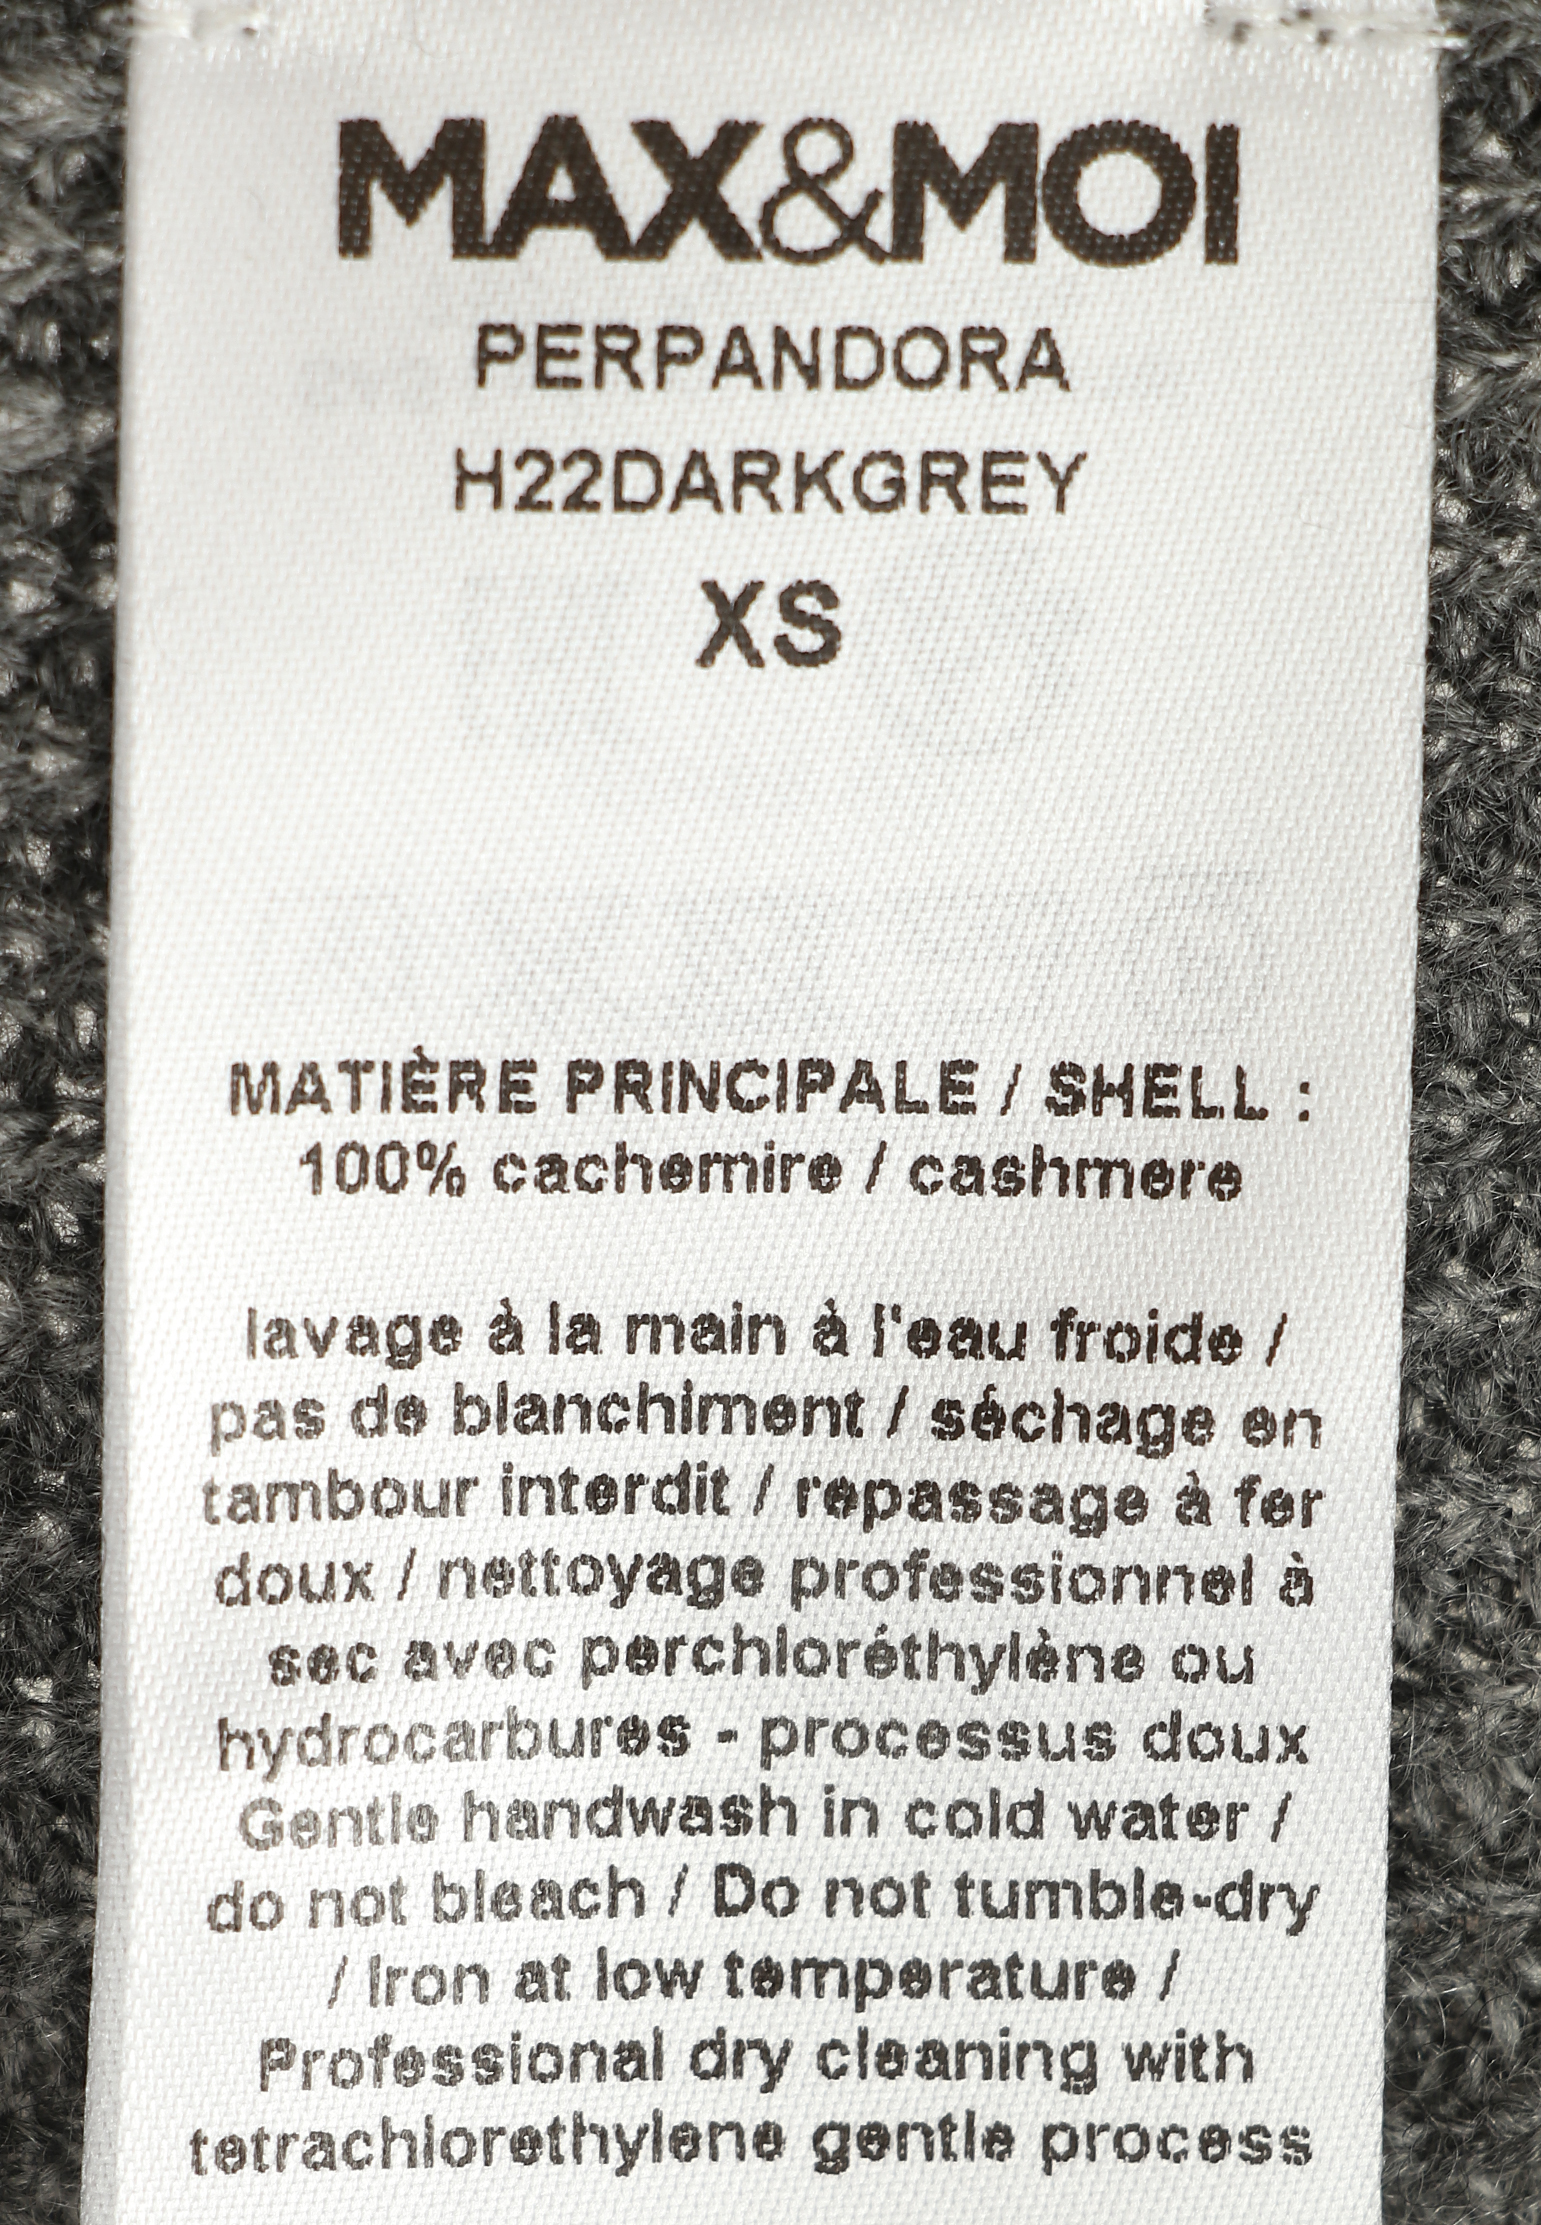 MAX&MOI
PERPANDORA
H22DARKGREY
XS
MATIÈRE PRINCIPALE / SHELL :
100% cachemire / cashmere
lavage à la main à l'eau froide /
pas de blanchiment / séchage en
tambour interdit / repassage à fer
doux / nettoyage professionnel à
sec avec perchloréthylène ou
hydrocarbures - processus doux
Gentle handwash in cold water /
do not bleach / Do not tumble-dry
/ Iron at low temperature /
Professional dry cleaning with
tetrachlorethylene gentle process